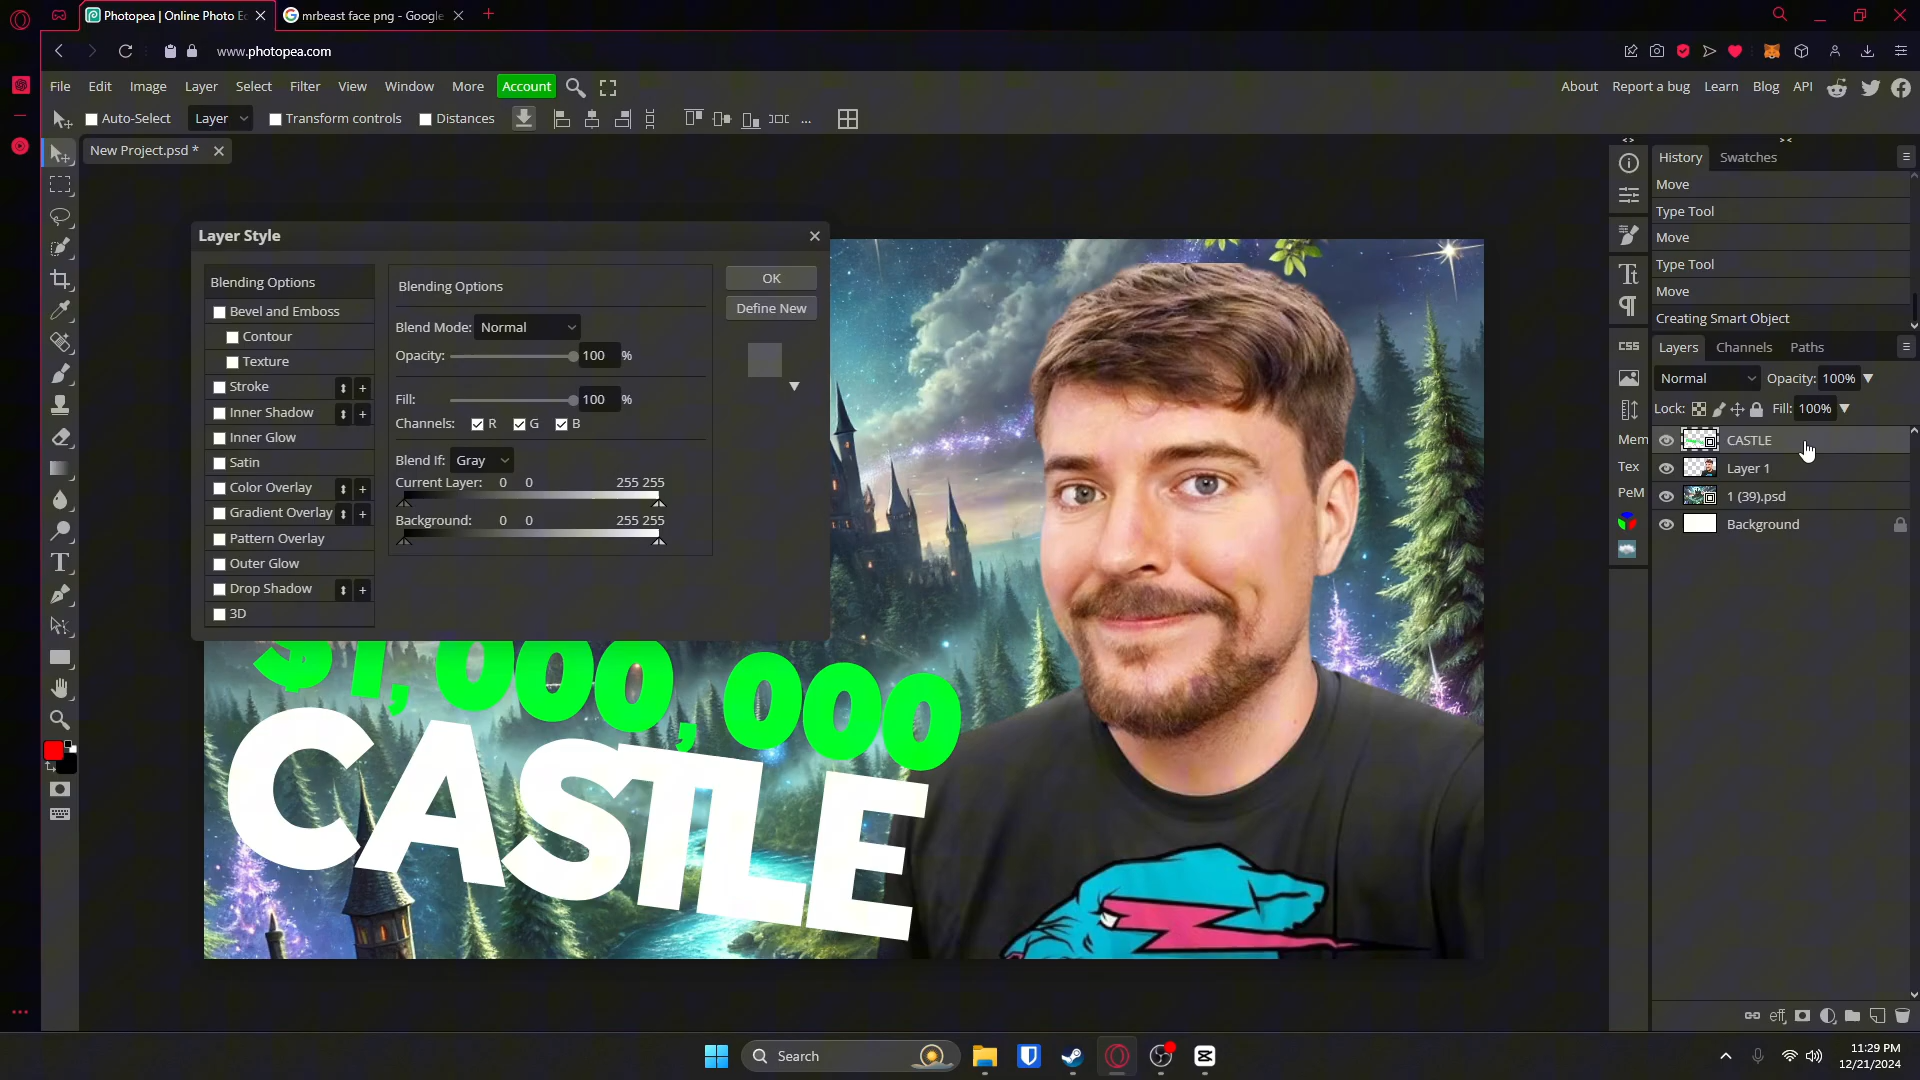 Photopea | Online Photo Ec
mrbeast face png - Google
www.photopea.com
File Edit Image Layer Select Filter View Window More Account
About Report a bug Learn Blog API
Auto-Select Layer Transform controls Distances ...
New Project.psd *
Layer Style
Blending Options
Bevel and Emboss
Contour
Texture
Stroke
Inner Shadow
Inner Glow
Satin
Color Overlay
Gradient Overlay
Pattern Overlay
Outer Glow
Drop Shadow
3D
Blending Options
Blend Mode: Normal
Opacity: 100 %
Fill: 100 %
Channels: R G B
Blend If: Gray
Current Layer: 0 0 255 255
Background: 0 0 255 255
OK
Define New
$1,000,000
CASTLE
History Swatches
Move
Type Tool
Move
Type Tool
Move
Creating Smart Object
CSS
Mem
Tex
PeM
Layers Channels Paths
Normal Opacity: 100%
Lock: Fill: 100%
CASTLE
Layer 1
1 (39).psd
Background
eff
Search
11:29 PM
12/21/2024